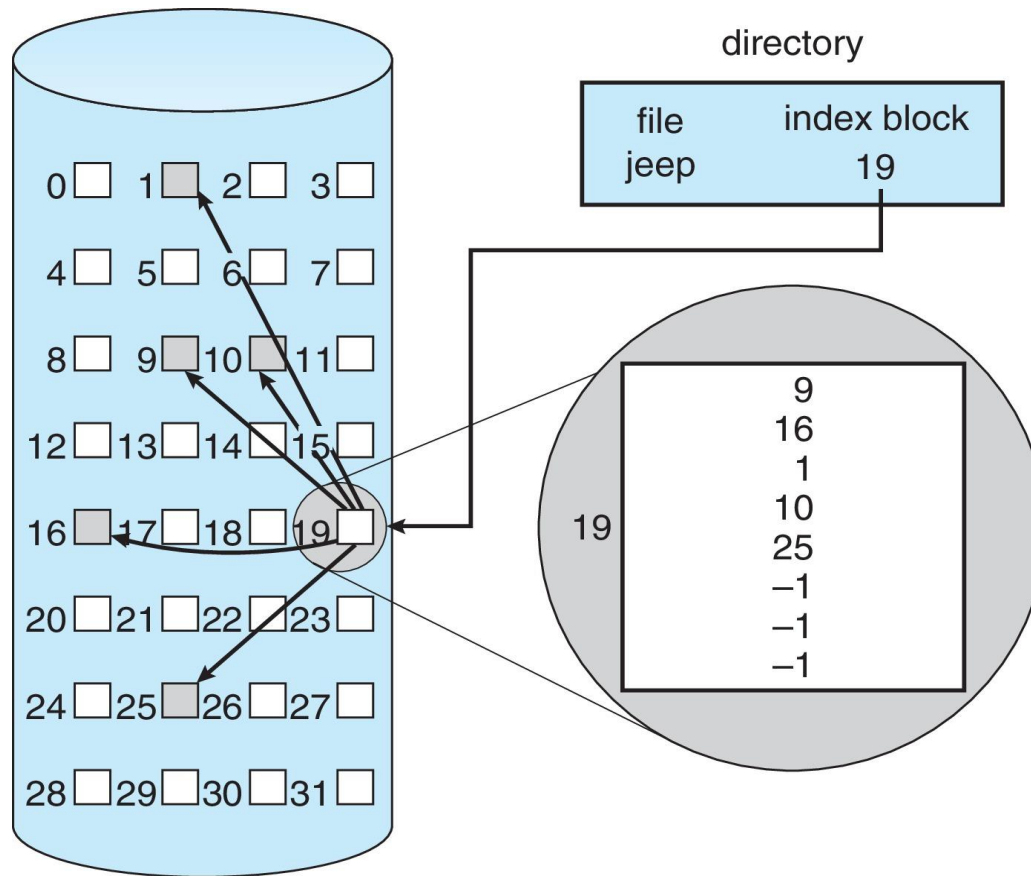 directory
file index block
jeep 19
0 1 2 3
4 5 6 7
8 9 10 11
12 13 14 15
16 17 18 19
20 21 22 23
24 25 26 27
28 29 30 31
19
9
16
1
10
25
–1
–1
–1